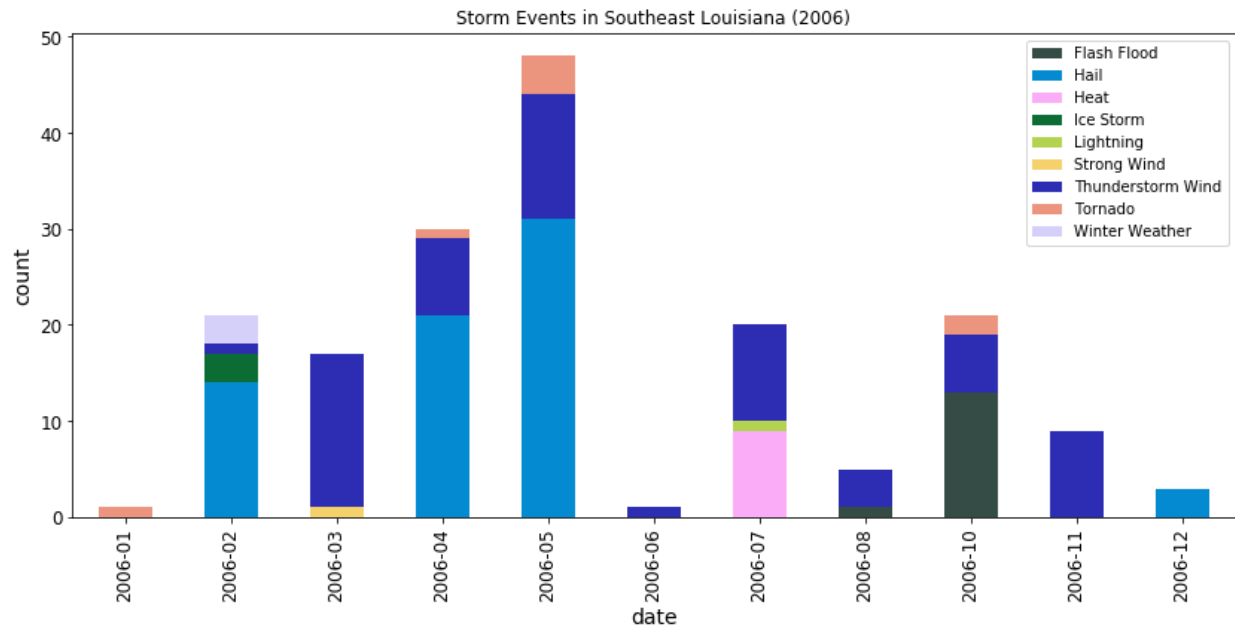 Storm Events in Southeast Louisiana (2006)
50
40
30
20
10
0
count
Flash Flood
Hail
Heat
Ice Storm
Lightning
Strong Wind
Thunderstorm Wind
Tornado
Winter Weather
2006-01
2006-02
2006-03
2006-04
2006-05
2006-06
2006-07
2006-08
2006-10
2006-11
2006-12
date